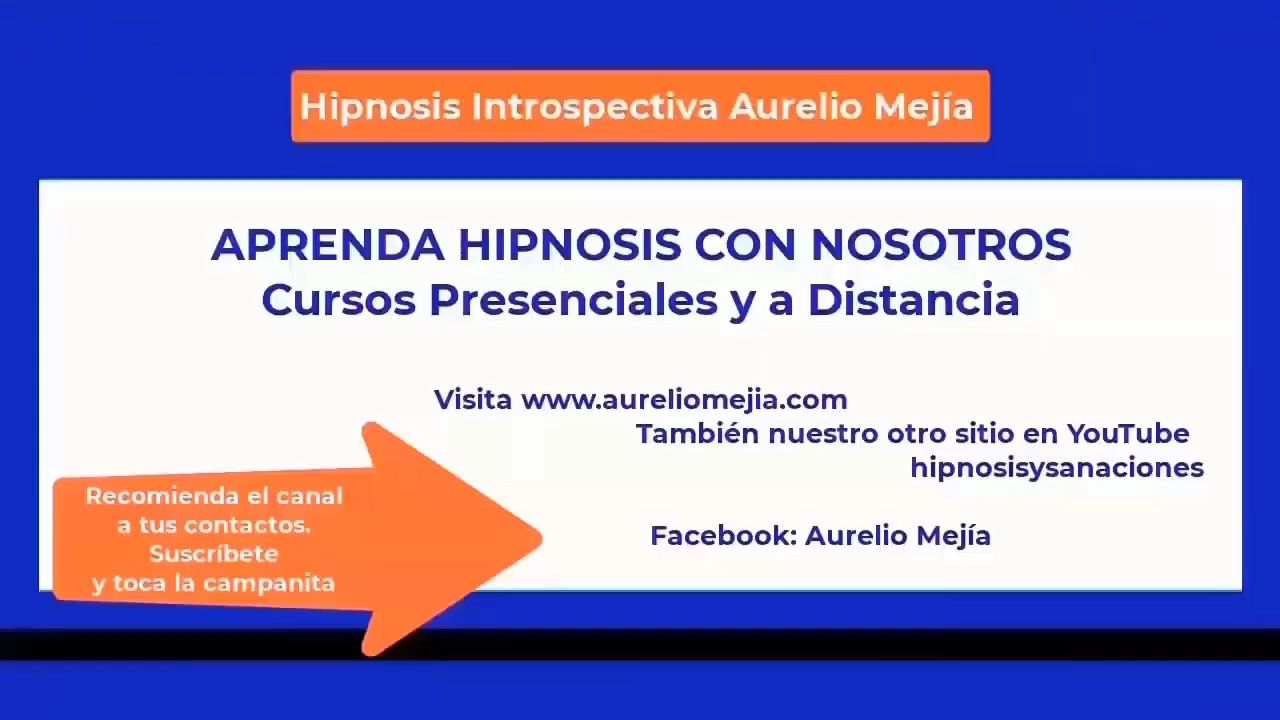 Hipnosis Introspectiva Aurelio Mejía
APRENDA HIPNOSIS CON NOSOTROS
Cursos Presenciales y a Distancia
Visita www.aureliomejia.com
También nuestro otro sitio en YouTube
hipnosisysanaciones
Facebook: Aurelio Mejía
Recomienda el canal
a tus contactos.
Suscríbete
y toca la campanita